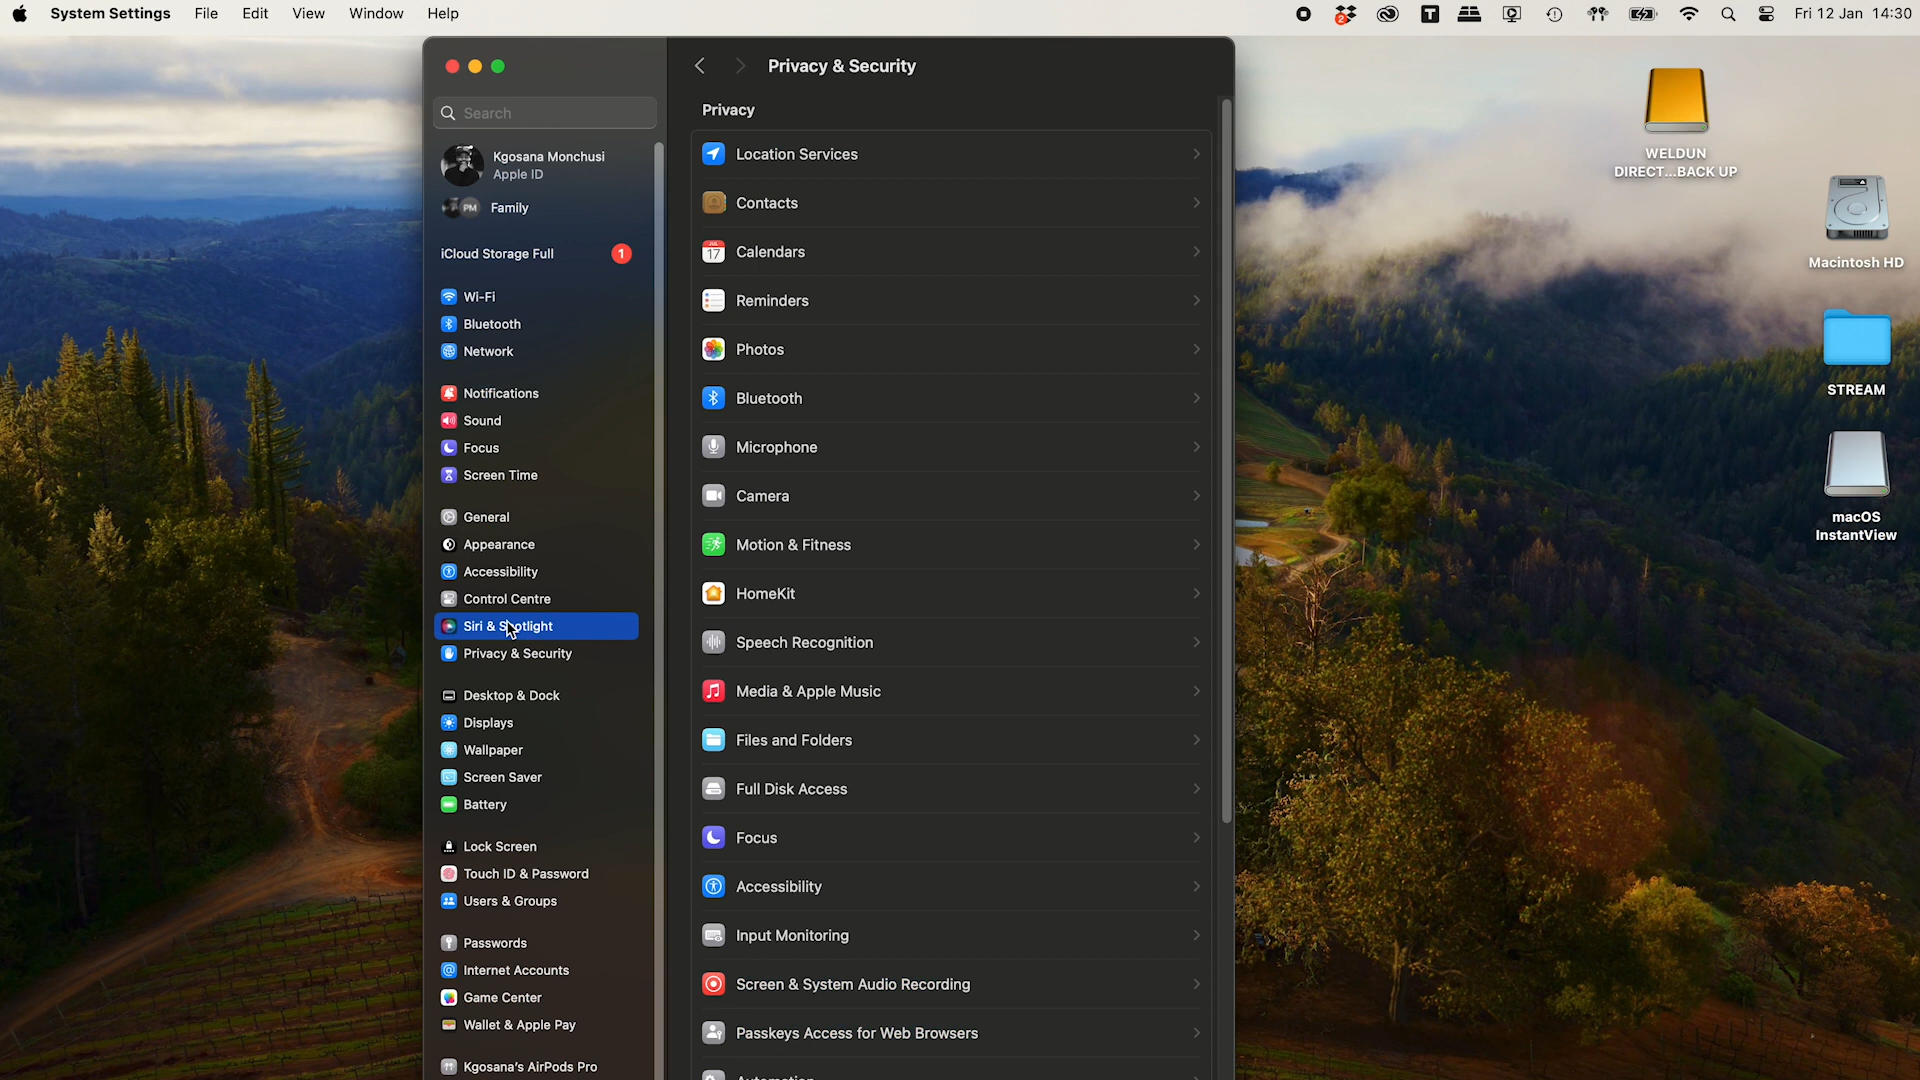 System Settings File Edit View Window Help
2
Fri 12 Jan 14:30
Search
Kgosana Monchusi
Apple ID
PM Family
iCloud Storage Full 1
Wi-Fi
Bluetooth
Network
Notifications
Sound
Focus
Screen Time
General
Appearance
Accessibility
Control Centre
Siri & Spotlight
Privacy & Security
Desktop & Dock
Displays
Wallpaper
Screen Saver
Battery
Lock Screen
Touch ID & Password
Users & Groups
Passwords
Internet Accounts
Game Center
Wallet & Apple Pay
Kgosana's AirPods Pro
Privacy & Security
Privacy
Location Services
Contacts
JUL
17
Calendars
Reminders
Photos
Bluetooth
Microphone
Camera
Motion & Fitness
HomeKit
Speech Recognition
Media & Apple Music
Files and Folders
Full Disk Access
Focus
Accessibility
Input Monitoring
Screen & System Audio Recording
Passkeys Access for Web Browsers
WELDUN
DIRECT...BACK UP
Macintosh HD
STREAM
macOS
InstantView